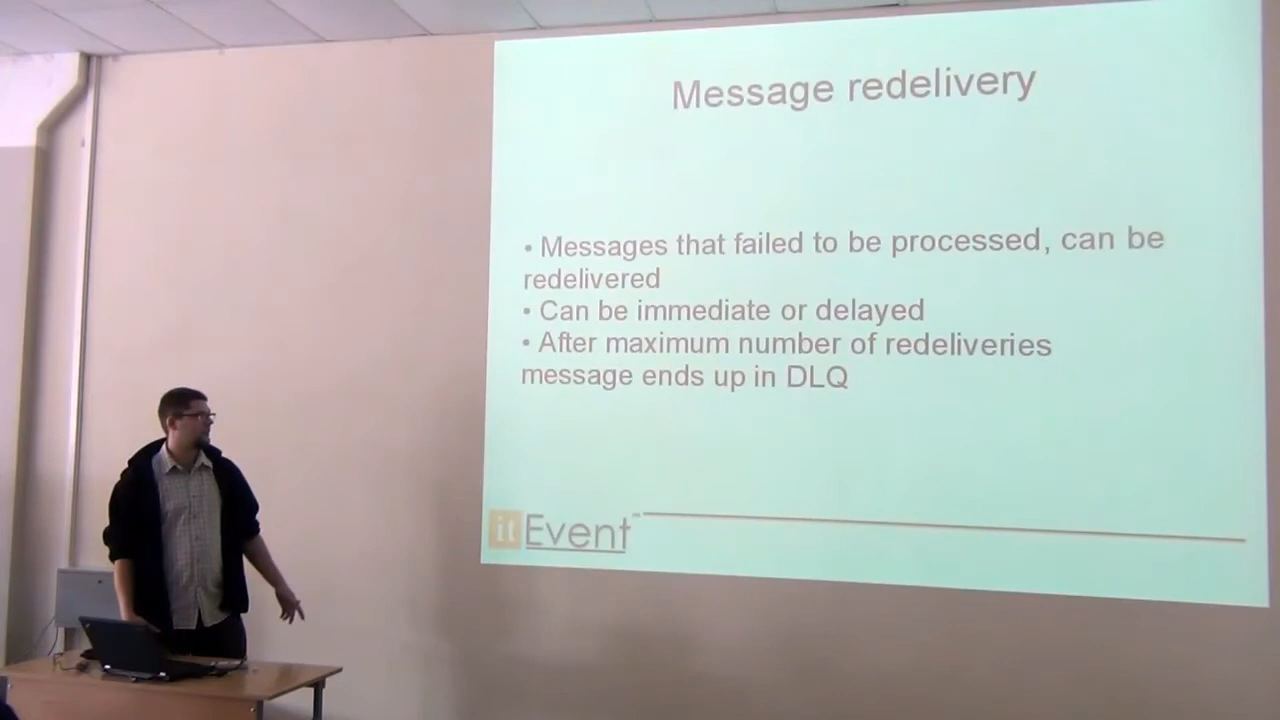 Message redelivery
• Messages that failed to be processed, can be
redelivered
• Can be immediate or delayed
• After maximum number of redeliveries
message ends up in DLQ
itEvent™